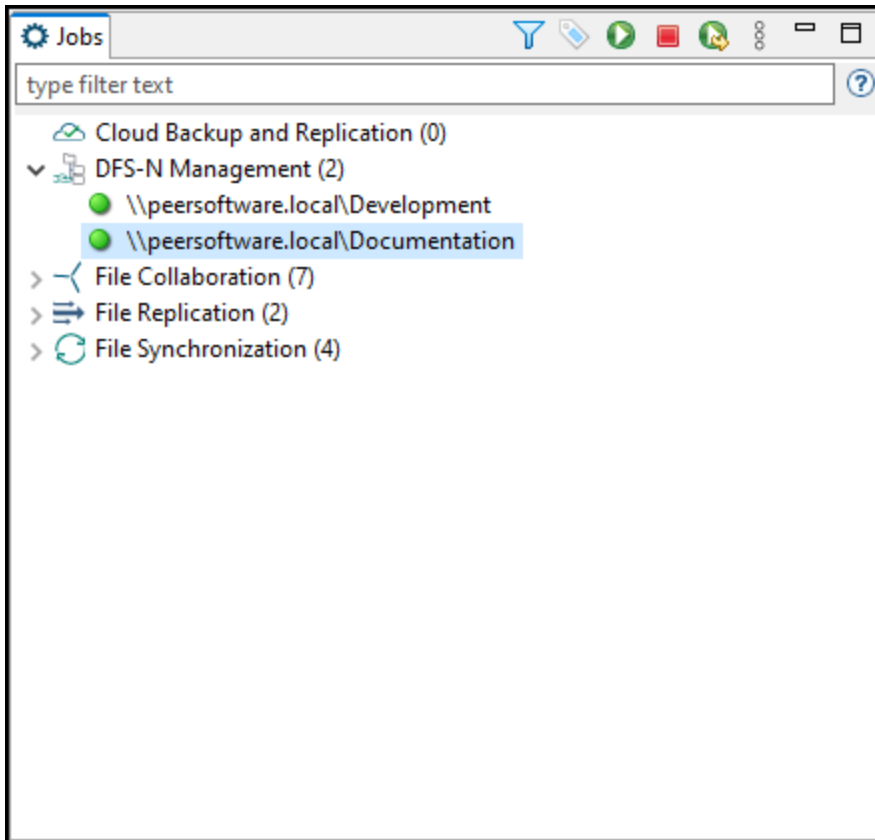 Jobs
type filter text
Cloud Backup and Replication (0)
DFS-N Management (2)
\\peersoftware.local\Development
\\peersoftware.local\Documentation
File Collaboration (7)
File Replication (2)
File Synchronization (4)